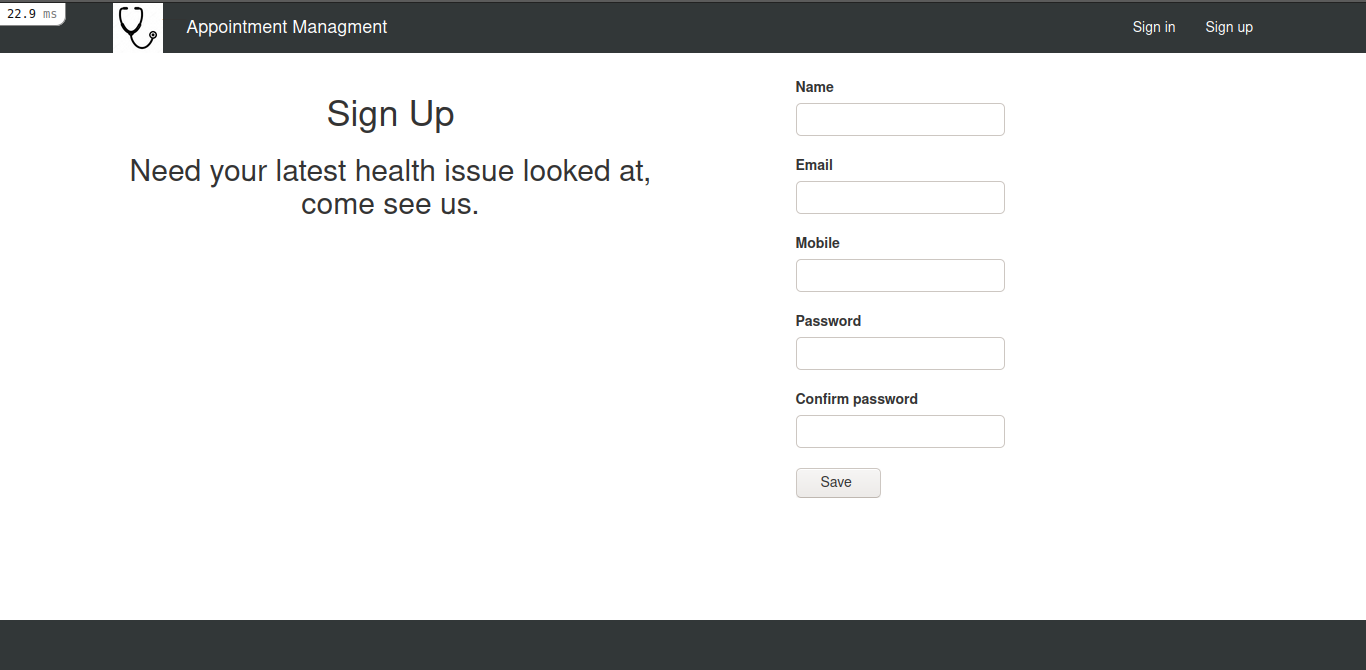 22.9 ms
Appointment Managment
Sign in
Sign up
Sign Up
Need your latest health issue looked at,
come see us.
Name
Email
Mobile
Password
Confirm password
Save